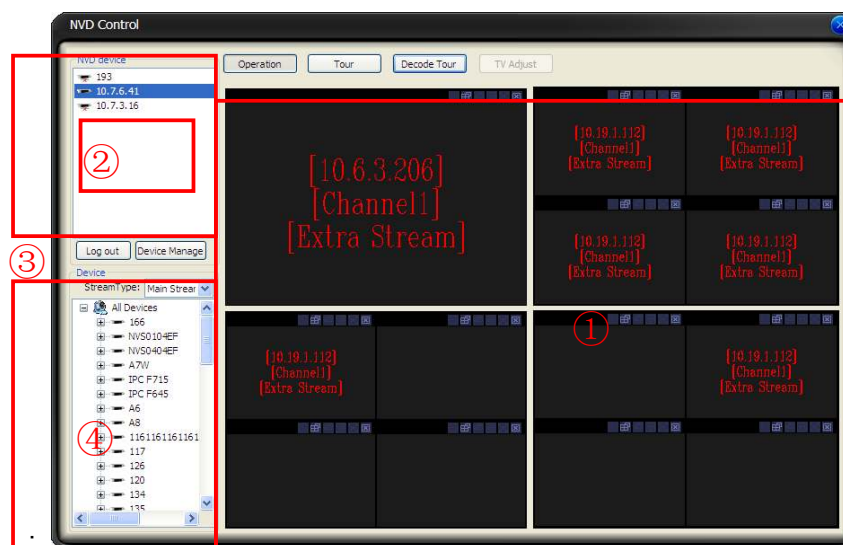 NVD Control
NVD device
193
10.7.6.41
10.7.3.16
②
Log out Device Manage
③
Device
StreamType: Main Strear
All Devices
166
NVS0104EF
NVS0404EF
A7W
IPC F715
IPC F645
A6
A8
④
1161161161161
117
126
120
134
135
.
Operation Tour Decode Tour TV Adjust
[10.6.3.206]
[Channel1]
[Extra Stream]
[10.19.1.112]
[Channel1]
[Extra Stream]
[10.19.1.112]
[Channel1]
[Extra Stream]
[10.19.1.112]
[Channel1]
[Extra Stream]
[10.19.1.112]
[Channel1]
[Extra Stream]
[10.19.1.112]
[Channel1]
[Extra Stream]
①
[10.19.1.112]
[Channel1]
[Extra Stream]